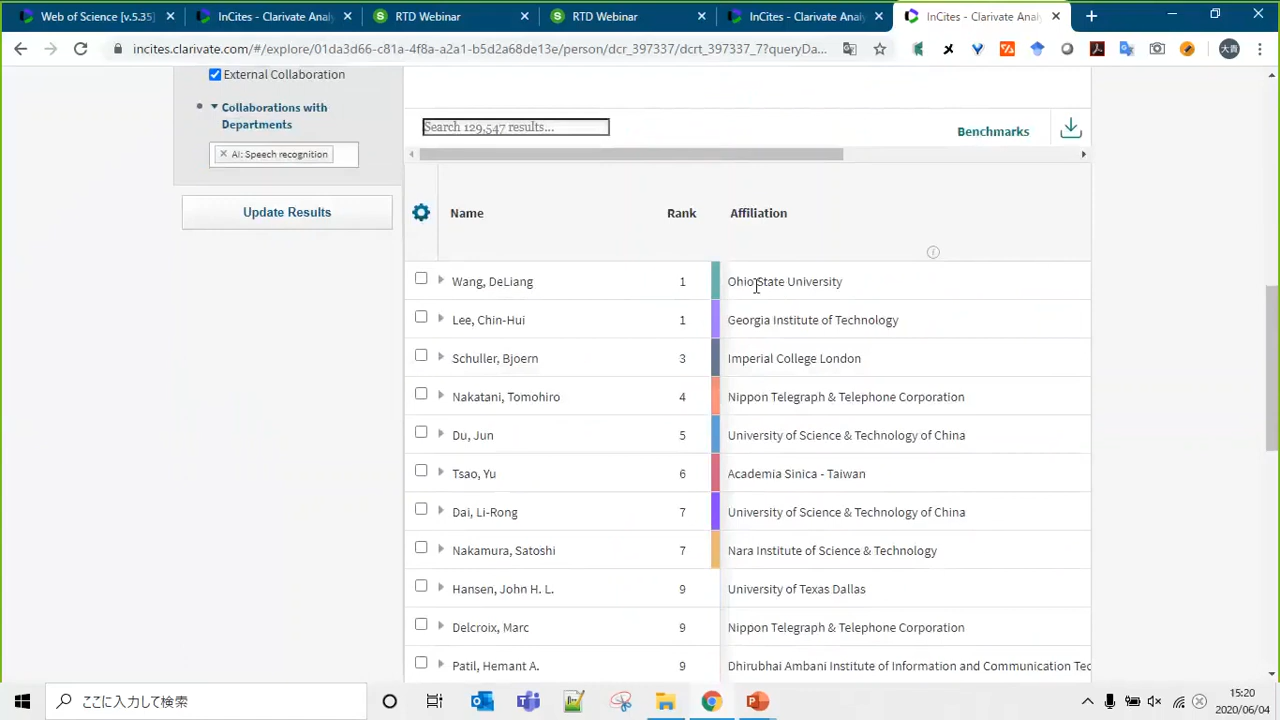 Web of Science [v.5.35]
InCites - Clarivate Anal
RTD Webinar
RTD Webinar
InCites - Clarivate Anal
InCites - Clarivate Anal
incites.clarivate.com/#/explore/01da3d66-c81a-4f8a-a2a1-b5d2a68de13e/person/dcr_397337/dcrt_397337_7?queryDa...
External Collaboration
Collaborations with
Departments
AI: Speech recognition
Update Results
Search 129,547 results...
Benchmarks
Name Rank Affiliation
Wang, DeLiang 1 Ohio State University
Lee, Chin-Hui 1 Georgia Institute of Technology
Schuller, Bjoern 3 Imperial College London
Nakatani, Tomohiro 4 Nippon Telegraph & Telephone Corporation
Du, Jun 5 University of Science & Technology of China
Tsao, Yu 6 Academia Sinica - Taiwan
Dai, Li-Rong 7 University of Science & Technology of China
Nakamura, Satoshi 7 Nara Institute of Science & Technology
Hansen, John H. L. 9 University of Texas Dallas
Delcroix, Marc 9 Nippon Telegraph & Telephone Corporation
Patil, Hemant A. 9 Dhirubhai Ambani Institute of Information and Communication Tec
ここに入力して検索
15:20
2020/06/04